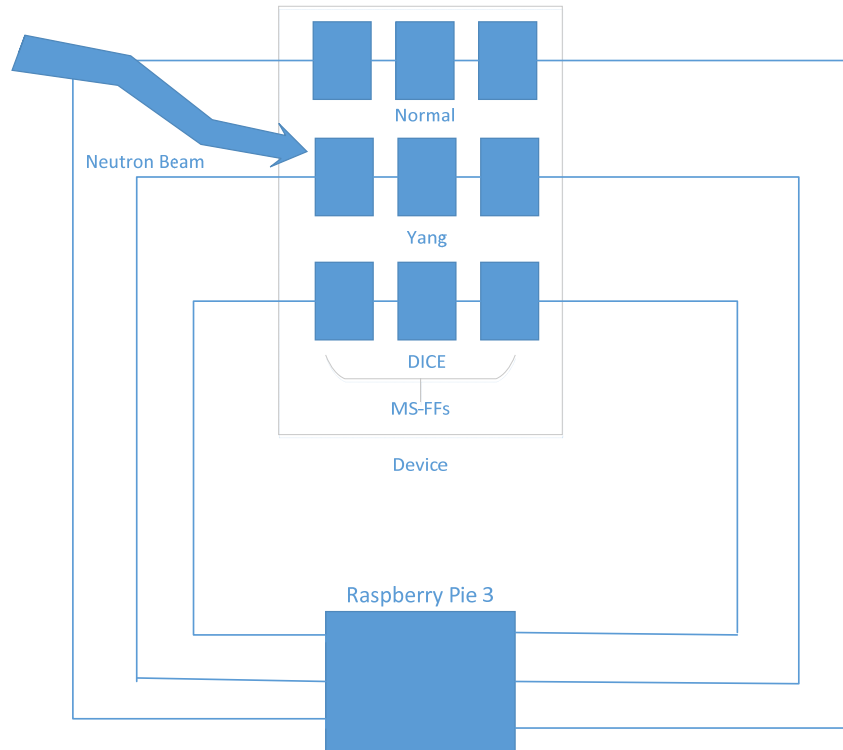 Normal
Neutron Beam
Yang
DICE
MS-FFs
Device
Raspberry Pie 3